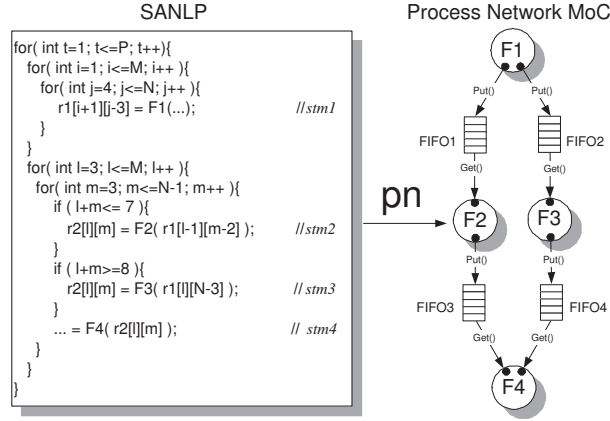 SANLP
for( int t=1; t<=P; t++){
for( int i=1; i<=M; i++ ){
for( int j=4; j<=N; j++ ){
r1[i+1][j-3] = F1(...); //stm1
}
}
for( int l=3; l<=M, l++ ){
for( int m=3; m<=N-1; m++ ){
if ( l+m<= 7 ){
r2[l][m] = F2( r1[l-1][m-2] ); //stm2
}
if ( l+m>=8 ){
r2[l][m] = F3( r1[l][N-3] ); // stm3
}
... = F4( r2[l][m] ); // stm4
}
}
}
pn
Process Network MoC
F1
Put() Put()
FIFO1 FIFO2
Get() Get()
F2 F3
Put() Put()
FIFO3 FIFO4
Get() Get()
F4